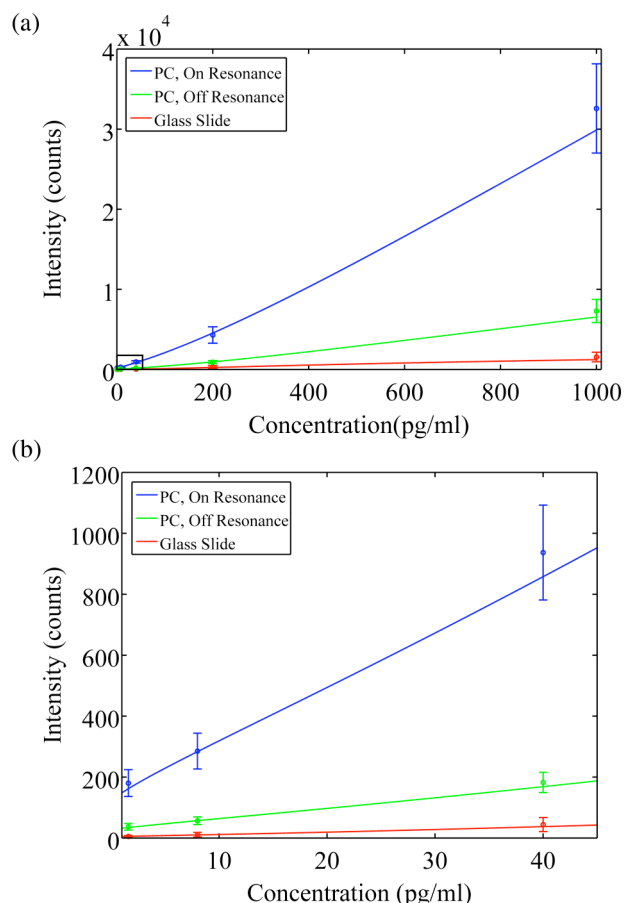 (a)
x 10^4
4
3
2
1
0
PC, On Resonance
PC, Off Resonance
Glass Slide
Intensity (counts)
0 200 400 600 800 1000
Concentration(pg/ml)
(b)
1200
1000
800
600
400
200
0
PC, On Resonance
PC, Off Resonance
Glass Slide
Intensity (counts)
10 20 30 40
Concentration (pg/ml)